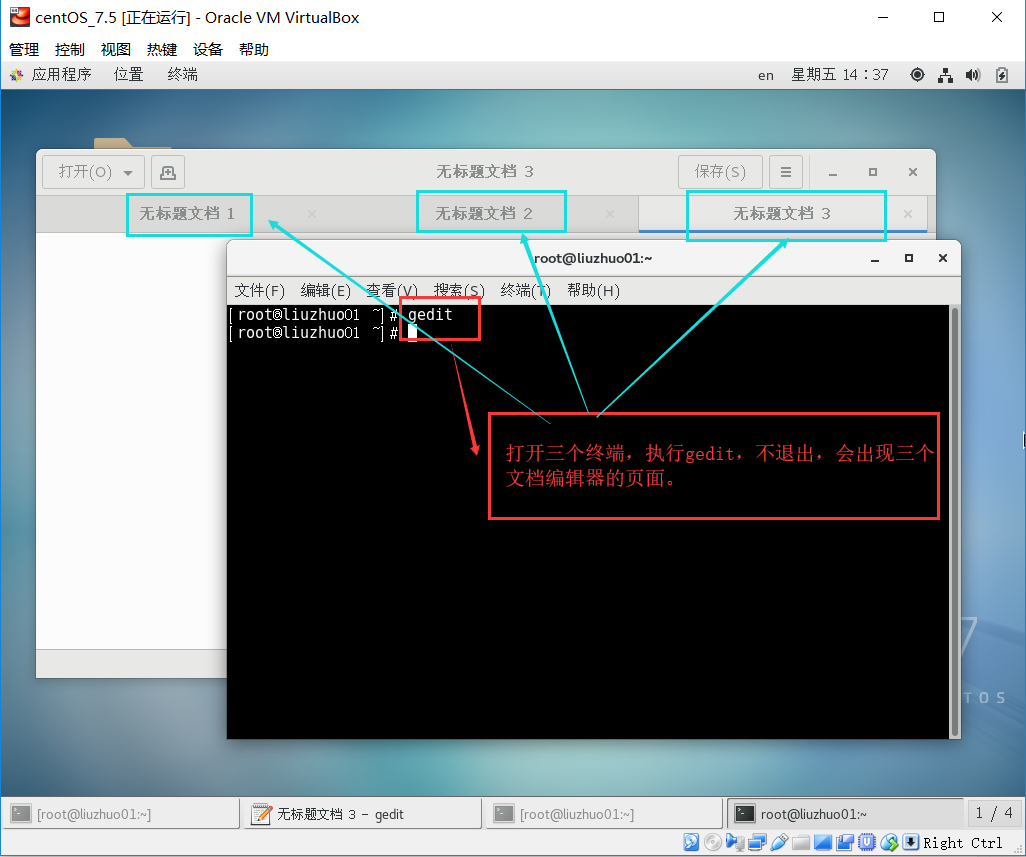 centOS_7.5 [正在运行] - Oracle VM VirtualBox
管理 控制 视图 热键 设备 帮助
应用程序 位置 终端 en 星期五 14：37
打开(O) 无标题文档 3 保存(S)
无标题文档 1 无标题文档 2 无标题文档 3
root@liuzhuo01:~
文件(F) 编辑(E) 查看(V) 搜索(S) 终端(T) 帮助(H)
[root@liuzhuo01 ~]# gedit
[root@liuzhuo01 ~]#
打开三个终端，执行gedit，不退出，会出现三个
文档编辑器的页面。
7
TOS
[root@liuzhuo01:~] 无标题文档 3 - gedit [root@liuzhuo01:~] root@liuzhuo01:~ 1 / 4
Right Ctrl